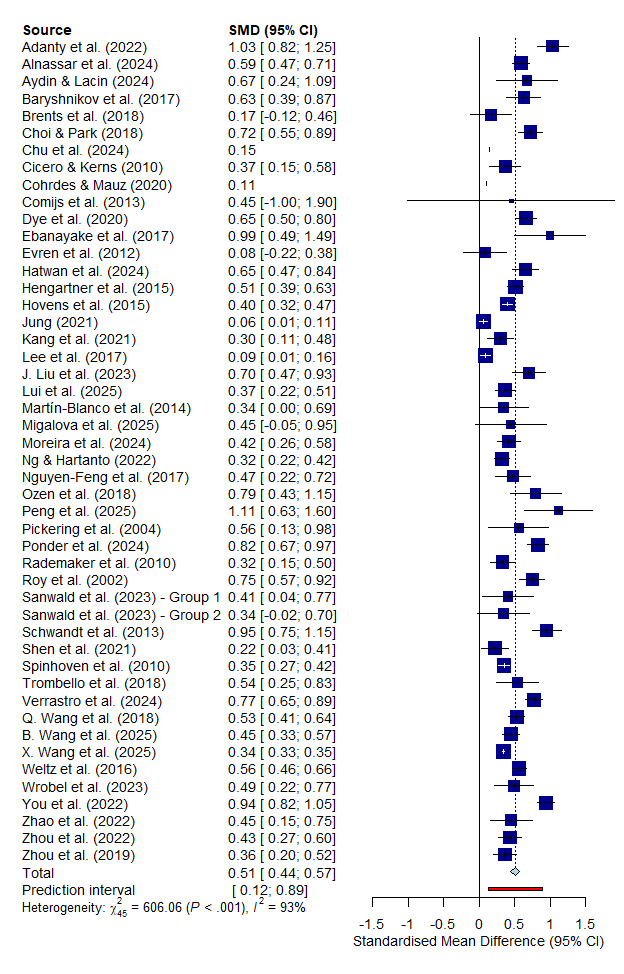 Source SMD (95% CI)
Adanty et al. (2022) 1.03 [ 0.82; 1.25]
Alnassar et al. (2024) 0.59 [ 0.47; 0.71]
Aydin & Lacin (2024) 0.67 [ 0.24; 1.09]
Baryshnikov et al. (2017) 0.63 [ 0.39; 0.87]
Brents et al. (2018) 0.17 [-0.12; 0.46]
Choi & Park (2018) 0.72 [ 0.55; 0.89]
Chu et al. (2024) 0.15
Cicero & Kerns (2010) 0.37 [ 0.15; 0.58]
Cohrdes & Mauz (2020) 0.11
Comijs et al. (2013) 0.45 [-1.00; 1.90]
Dye et al. (2020) 0.65 [ 0.50; 0.80]
Ebanayake et al. (2017) 0.99 [ 0.49; 1.49]
Evren et al. (2012) 0.08 [-0.22; 0.38]
Hatwan et al. (2024) 0.65 [ 0.47; 0.84]
Hengartner et al. (2015) 0.51 [ 0.39; 0.63]
Hovens et al. (2015) 0.40 [ 0.32; 0.47]
Jung (2021) 0.06 [ 0.01; 0.11]
Kang et al. (2021) 0.30 [ 0.11; 0.48]
Lee et al. (2017) 0.09 [ 0.01; 0.16]
J. Liu et al. (2023) 0.70 [ 0.47; 0.93]
Lui et al. (2025) 0.37 [ 0.22; 0.51]
Martín-Blanco et al. (2014) 0.34 [ 0.00; 0.69]
Migalova et al. (2025) 0.45 [-0.05; 0.95]
Moreira et al. (2024) 0.42 [ 0.26; 0.58]
Ng & Hartanto (2022) 0.32 [ 0.22; 0.42]
Nguyen-Feng et al. (2017) 0.47 [ 0.22; 0.72]
Ozen et al. (2018) 0.79 [ 0.43; 1.15]
Peng et al. (2025) 1.11 [ 0.63; 1.60]
Pickering et al. (2004) 0.56 [ 0.13; 0.98]
Ponder et al. (2024) 0.82 [ 0.67; 0.97]
Rademaker et al. (2010) 0.32 [ 0.15; 0.50]
Roy et al. (2002) 0.75 [ 0.57; 0.92]
Sanwald et al. (2023) - Group 1 0.41 [ 0.04; 0.77]
Sanwald et al. (2023) - Group 2 0.34 [-0.02; 0.70]
Schwandt et al. (2013) 0.95 [ 0.75; 1.15]
Shen et al. (2021) 0.22 [ 0.03; 0.41]
Spinhoven et al. (2010) 0.35 [ 0.27; 0.42]
Trombello et al. (2018) 0.54 [ 0.25; 0.83]
Verrastro et al. (2024) 0.77 [ 0.65; 0.89]
Q. Wang et al. (2018) 0.53 [ 0.41; 0.64]
B. Wang et al. (2025) 0.45 [ 0.33; 0.57]
X. Wang et al. (2025) 0.34 [ 0.33; 0.35]
Weltz et al. (2016) 0.56 [ 0.46; 0.66]
Wrobel et al. (2023) 0.49 [ 0.22; 0.77]
You et al. (2022) 0.94 [ 0.82; 1.05]
Zhao et al. (2022) 0.45 [ 0.15; 0.75]
Zhou et al. (2022) 0.43 [ 0.27; 0.60]
Zhou et al. (2019) 0.36 [ 0.20; 0.52]
Total 0.51 [ 0.44; 0.57]
Prediction interval [ 0.12; 0.89]
Heterogeneity: χ²₄₅ = 606.06 (P < .001), I² = 93%
-1.5 -1 -0.5 0 0.5 1 1.5
Standardised Mean Difference (95% CI)